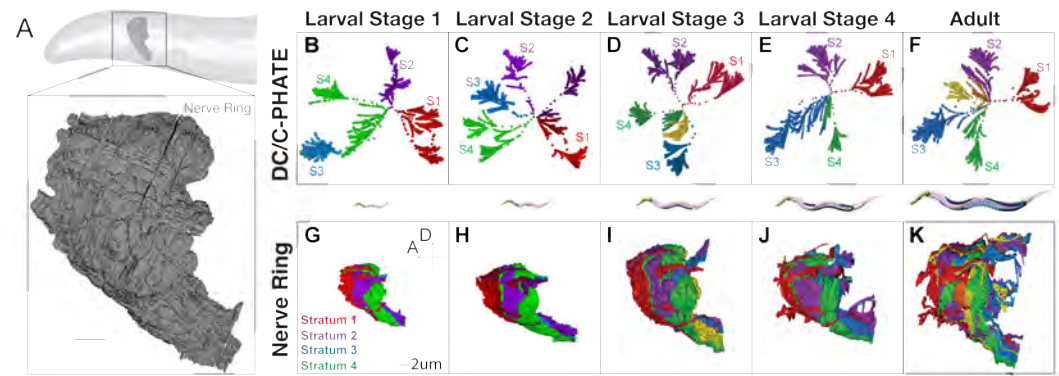 A
Nerve Ring
Larval Stage 1
Larval Stage 2
Larval Stage 3
Larval Stage 4
Adult
DC/C-PHATE
B
S2
S4
S1
S3
C
S2
S3
S4
S1
D
S2
S1
S4
S3
E
S2
S1
S3
S4
F
S2
S1
S3
S4
Nerve Ring
G
D
A
Stratum 1
Stratum 2
Stratum 3
Stratum 4
2um
H
I
J
K